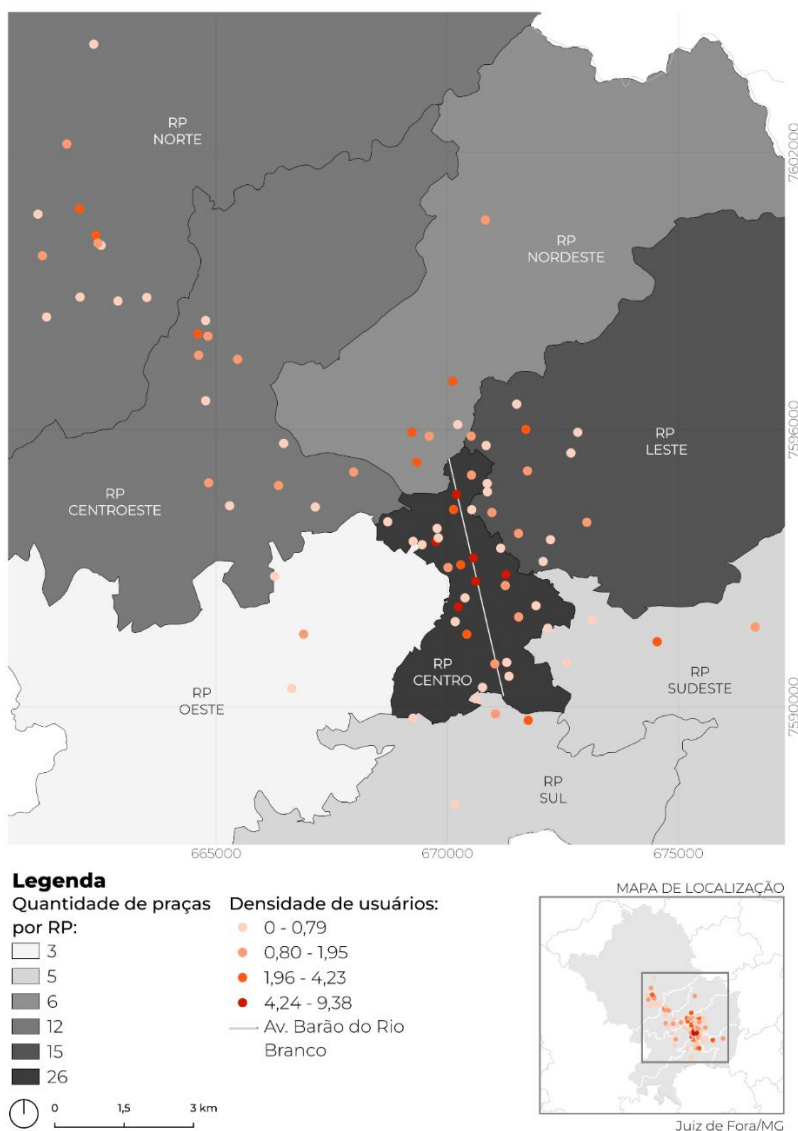 RP
NORTE
7602000
RP
NORDESTE
7596000
RP
LESTE
RP
CENTROESTE
RP
CENTRO
RP
OESTE
RP
SUDESTE
7590000
RP
SUL
665000
670000
675000
Legenda
Quantidade de praças
por RP:
3
5
6
12
15
26
0 1,5 3 km
Densidade de usuários:
0 - 0,79
0,80 - 1,95
1,96 - 4,23
4,24 - 9,38
Av. Barão do Rio
Branco
MAPA DE LOCALIZAÇÃO
Juiz de Fora/MG